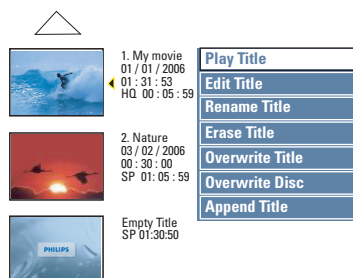 1. My movie
01 / 01 / 2006
01 : 31 : 53
HQ 00 : 05 : 59
Play Title
Edit Title
Rename Title
Erase Title
Overwrite Title
Overwrite Disc
Append Title
2. Nature
03 / 02 / 2006
00 : 30 : 00
SP 01: 05 : 59
PHILIPS
Empty Title
SP 01:30:50